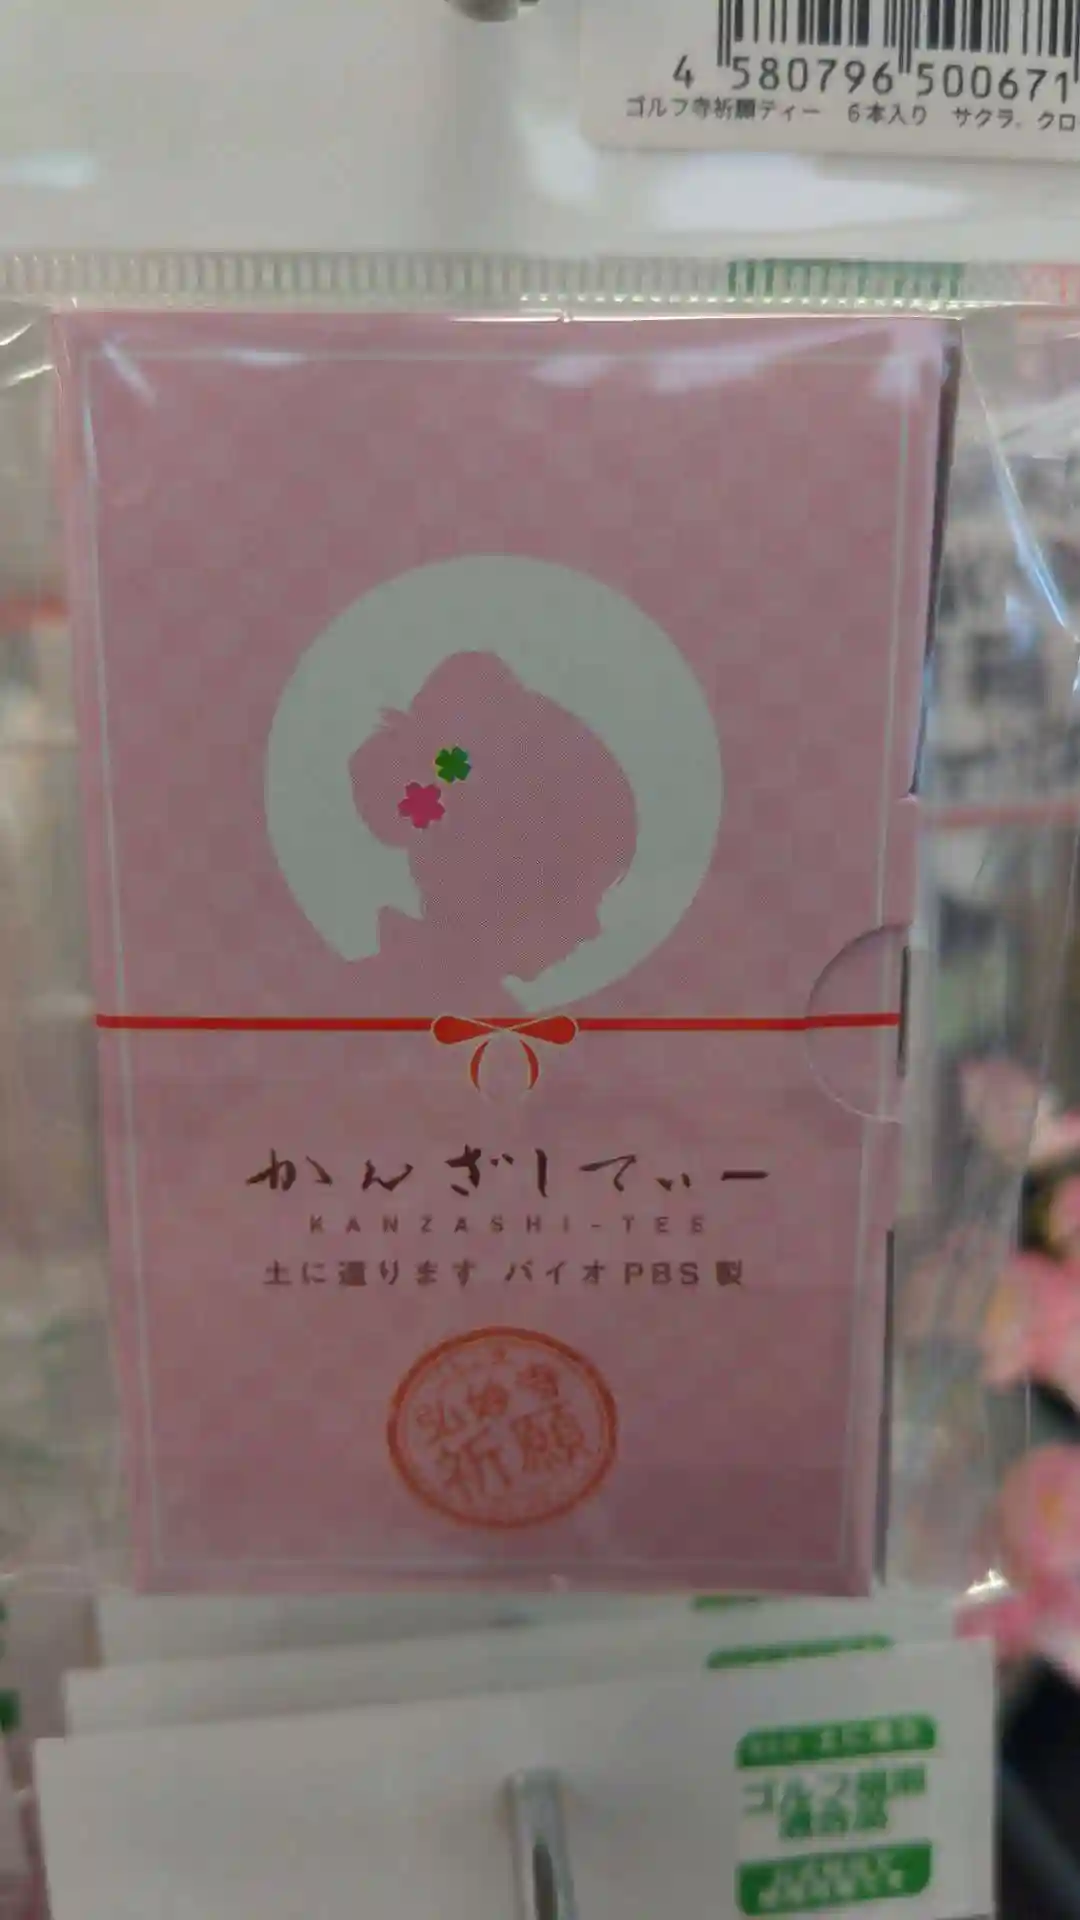 4 580796 500671
ゴルフ寺祈願ティー 6本入り サクラ、クロ
かんざしてぃー
KANZASHI-TEE
土に還ります バイオPBS製
祈願